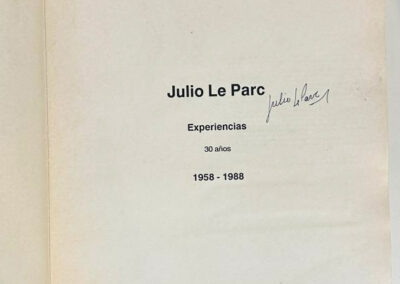 Julio Le Parc
Julio Le Parc
Experiencias
30 años
1958 - 1988